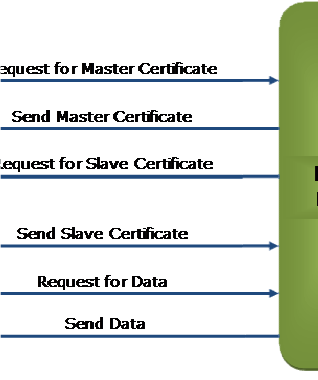 equest for Master Certificate
Send Master Certificate
equest for Slave Certificate
Send Slave Certificate
Request for Data
Send Data